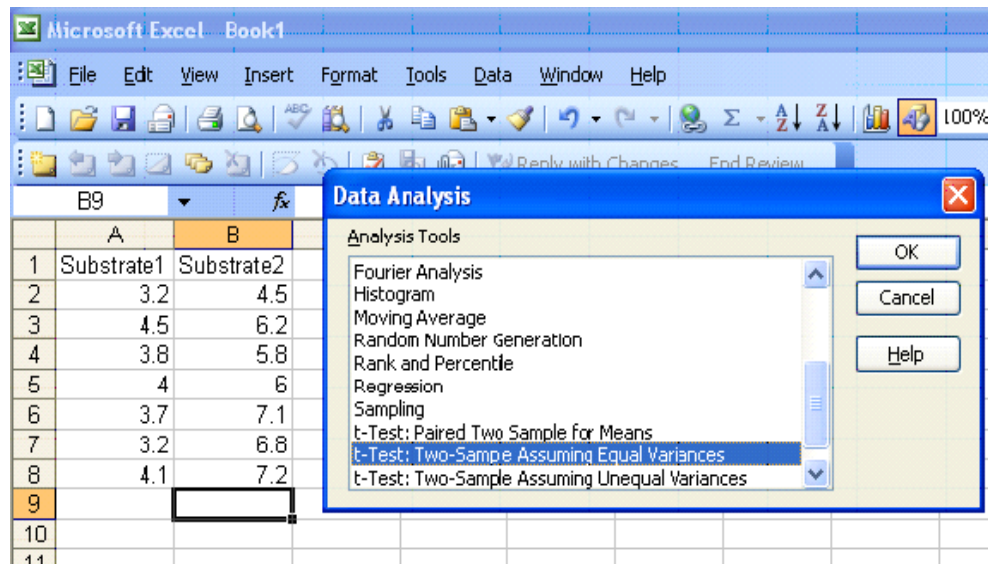 Microsoft Excel Book1
File Edit View Insert Format Tools Data Window Help
ABC Σ A Z Z A 100%
Reply with Changes... End Review...
B9 fx
Data Analysis
Analysis Tools
Fourier Analysis
Histogram
Moving Average
Random Number Generation
Rank and Percentile
Regression
Sampling
t-Test: Paired Two Sample for Means
t-Test: Two-Sampe Assuming Equal Variances
t-Test: Two-Sample Assuming Unequal Variances
OK
Cancel
Help
A B
1 Substrate1 Substrate2
2 3.2 4.5
3 4.5 6.2
4 3.8 5.8
5 4 6
6 3.7 7.1
7 3.2 6.8
8 4.1 7.2
9
10
11